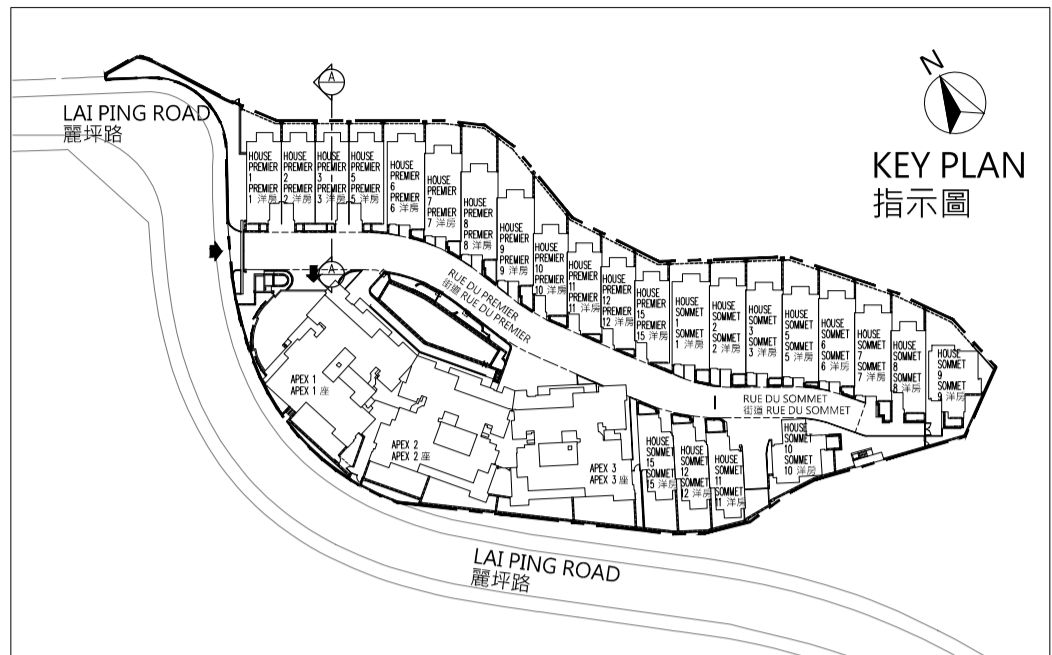 LAI PING ROAD
麗坪路
A
N
KEY PLAN
指示圖
HOUSE
PREMIER
1
PREMIER
1 洋房
HOUSE
PREMIER
2
PREMIER
2 洋房
HOUSE
PREMIER
3
PREMIER
3 洋房
HOUSE
PREMIER
5
PREMIER
5 洋房
HOUSE
PREMIER
6
PREMIER
6 洋房
HOUSE
PREMIER
7
PREMIER
7 洋房
HOUSE
PREMIER
8
PREMIER
8 洋房
HOUSE
PREMIER
9
PREMIER
9 洋房
HOUSE
PREMIER
10
PREMIER
10 洋房
HOUSE
PREMIER
11
PREMIER
11 洋房
HOUSE
PREMIER
12
PREMIER
12 洋房
HOUSE
PREMIER
15
PREMIER
15 洋房
HOUSE
SOMMET
1
SOMMET
1 洋房
HOUSE
SOMMET
2
SOMMET
2 洋房
HOUSE
SOMMET
3
SOMMET
3 洋房
HOUSE
SOMMET
5
SOMMET
5 洋房
HOUSE
SOMMET
6
SOMMET
6 洋房
HOUSE
SOMMET
7
SOMMET
7 洋房
HOUSE
SOMMET
8
SOMMET
8 洋房
HOUSE
SOMMET
9
SOMMET
9 洋房
A
RUE DU PREMIER
街道 RUE DU PREMIER
RUE DU SOMMET
街道 RUE DU SOMMET
APEX 1
APEX 1 座
APEX 2
APEX 2 座
APEX 3
APEX 3 座
HOUSE
SOMMET
15
SOMMET
15 洋房
HOUSE
SOMMET
12
SOMMET
12 洋房
HOUSE
SOMMET
11
SOMMET
11 洋房
HOUSE
SOMMET
10
SOMMET
10 洋房
LAI PING ROAD
麗坪路